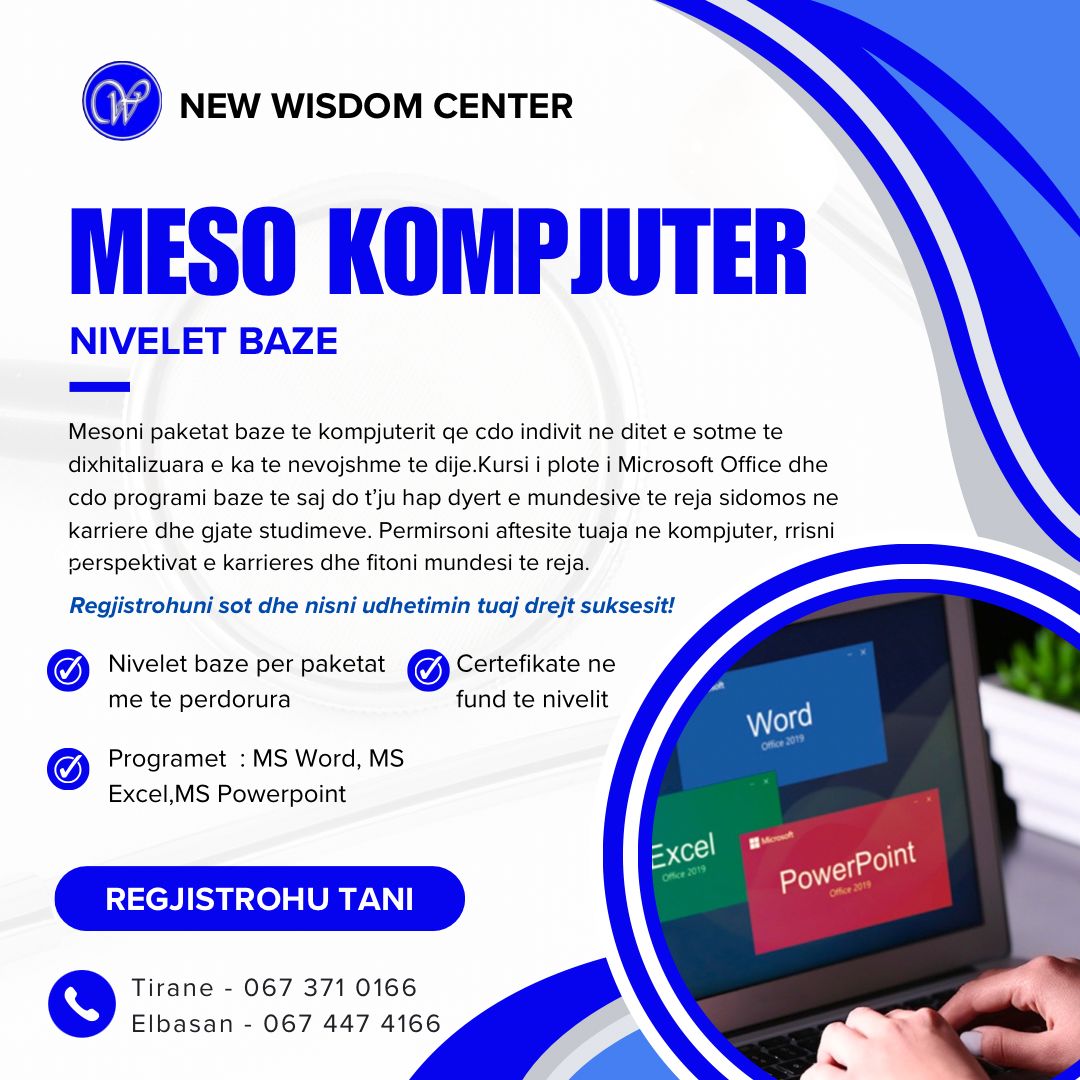 NEW WISDOM CENTER
MESO KOMPJUTER
NIVELET BAZE
Mesoni paketat baze te kompjuterit qe cdo indivit ne ditet e sotme te
dixhitalizuara e ka te nevojshme te dije.Kursi i plote i Microsoft Office dhe
cdo programi baze te saj do t’ju hap dyert e mundesive te reja sidomos ne
karriere dhe gjate studimeve. Permirsoni aftesite tuaja ne kompjuter, rrisni
perspektivat e karrieres dhe fitoni mundesi te reja.
Regjistrohuni sot dhe nisni udhetimin tuaj drejt suksesit!
Nivelet baze per paketat
me te perdorura
Certefikate ne
fund te nivelit
Programet : MS Word, MS
Excel,MS Powerpoint
Word
Office 2019
Excel
Office 2019
Microsoft
PowerPoint
Office 2019
REGJISTROHU TANI
Tirane - 067 371 0166
Elbasan - 067 447 4166